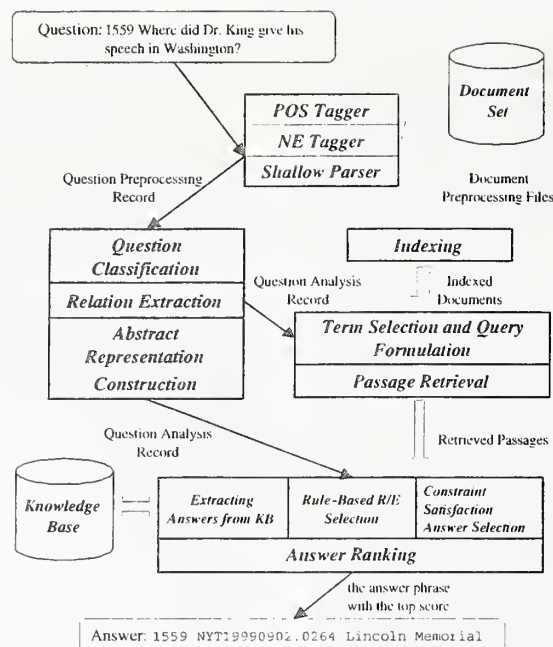 Question: 1559 Where did Dr. King give his
speech in Washington?
POS Tagger
NE Tagger
Shallow Parser
Document
Set
Question Preprocessing
Record
Document
Preprocessing Files
Question
Classification
Relation Extraction
Abstract
Representation
Construction
Indexing
Question Analysis
Record
Indexed
Documents
Term Selection and Query
Formulation
Passage Retrieval
Question Analysis
Record
Retrieved Passages
Knowledge
Base
Extracting
Answers from KB
Rule-Based R/E
Selection
Constraint
Satisfaction
Answer Selection
Answer Ranking
the answer phrase
with the top score
Answer: 1559 NYT19990902.0264 Lincoln Memorial